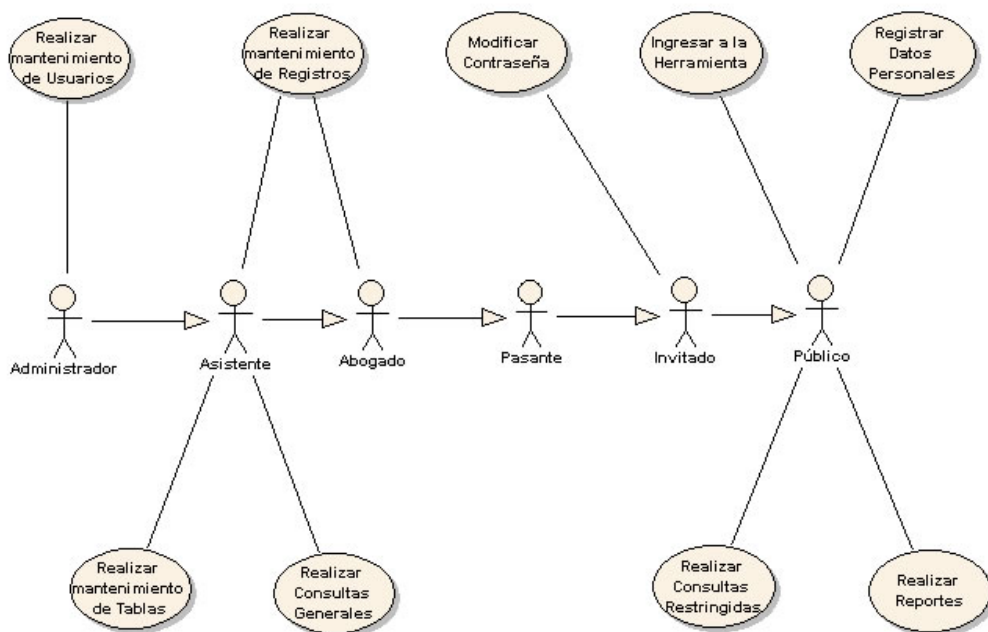 Realizar
mantenimiento
de Usuarios
Realizar
mantenimiento
de Registros
Modificar
Contraseña
Ingresar a la
Herramienta
Registrar
Datos
Personales
Administrador
Asistente
Abogado
Pasante
Invitado
Público
Realizar
mantenimiento
de Tablas
Realizar
Consultas
Generales
Realizar
Consultas
Restringidas
Realizar
Reportes